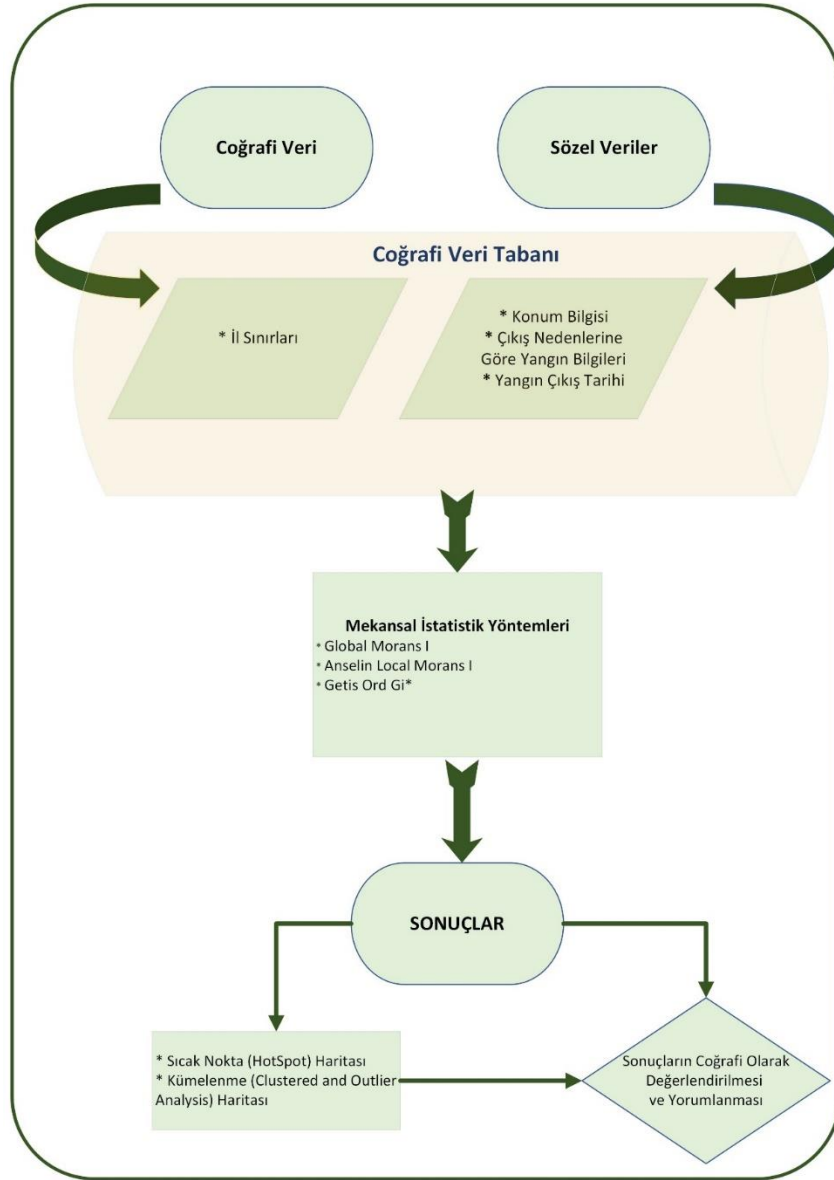 Coğrafi Veri
Sözel Veriler
Coğrafi Veri Tabanı
* İl Sınırları
* Konum Bilgisi
* Çıkış Nedenlerine
Göre Yangın Bilgileri
* Yangın Çıkış Tarihi
Mekansal İstatistik Yöntemleri
* Global Morans I
* Anselin Local Morans I
* Getis Ord Gi*
SONUÇLAR
* Sıcak Nokta (HotSpot) Haritası
* Kümelenme (Clustered and Outlier
Analysis) Haritası
Sonuçların Coğrafi Olarak
Değerlendirilmesi
ve Yorumlanması